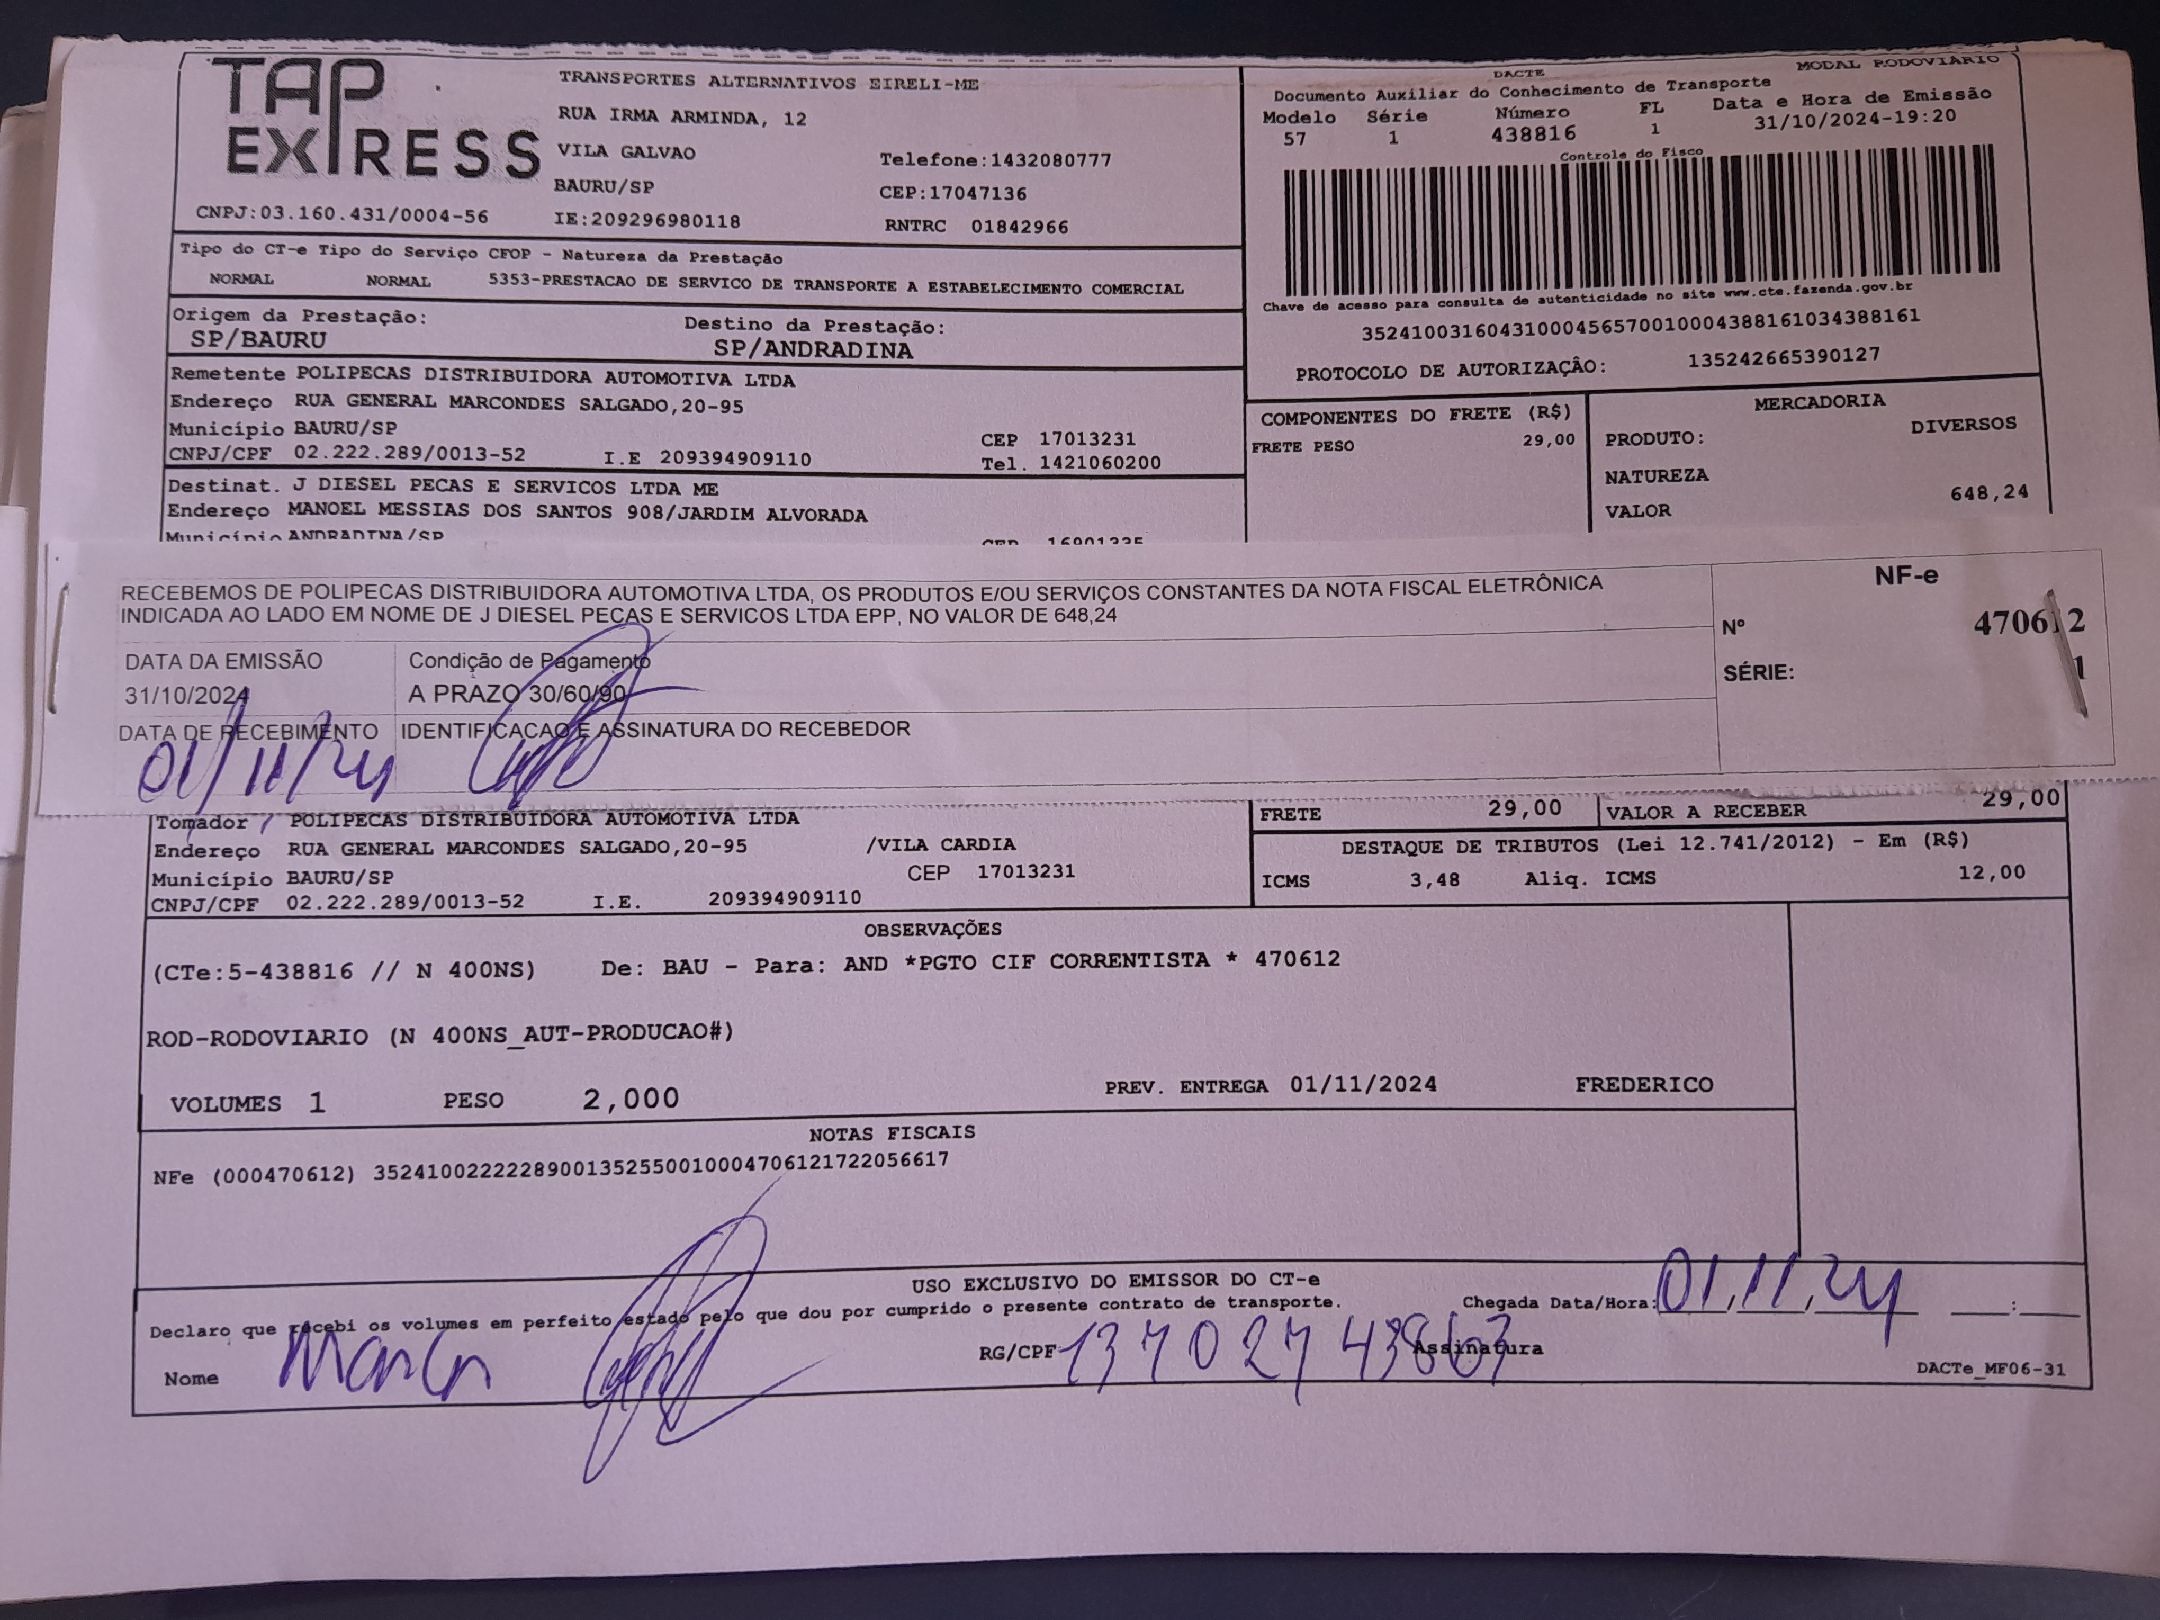 TAP EXPRESS
TRANSPORTES ALTERNATIVOS EIRELI-ME
RUA IRMA ARMINDA, 12
VILA GALVAO
Telefone:1432080777
BAURU/SP
CEP:17047136
CNPJ:03.160.431/0004-56
IE:209296980118
RNTRC 01842966
DACTE
MODAL RODOVIARIO
Documento Auxiliar do Conhecimento de Transporte
Modelo Série Número FL Data e Hora de Emissão
57 1 438816 1 31/10/2024-19:20
Controle do Fisco
Chave de acesso para consulta de autenticidade no site www.cte.fazenda.gov.br
35241003160431000456570010004388161034388161
PROTOCOLO DE AUTORIZAÇÂO: 135242665390127
Tipo do CT-e Tipo do Serviço CFOP - Natureza da Prestação
NORMAL NORMAL 5353-PRESTACAO DE SERVICO DE TRANSPORTE A ESTABELECIMENTO COMERCIAL
Origem da Prestação: Destino da Prestação:
SP/BAURU SP/ANDRADINA
Remetente POLIPECAS DISTRIBUIDORA AUTOMOTIVA LTDA
Endereço RUA GENERAL MARCONDES SALGADO,20-95
Município BAURU/SP CEP 17013231
CNPJ/CPF 02.222.289/0013-52 I.E 209394909110 Tel. 1421060200
COMPONENTES DO FRETE (R$)
FRETE PESO 29,00
MERCADORIA
PRODUTO: DIVERSOS
NATUREZA
VALOR 648,24
Destinat. J DIESEL PECAS E SERVICOS LTDA ME
Endereço MANOEL MESSIAS DOS SANTOS 908/JARDIM ALVORADA
Município ANDRADINA/SP CEP 16901335
RECEBEMOS DE POLIPECAS DISTRIBUIDORA AUTOMOTIVA LTDA, OS PRODUTOS E/OU SERVIÇOS CONSTANTES DA NOTA FISCAL ELETRÔNICA
INDICADA AO LADO EM NOME DE J DIESEL PEÇAS E SERVICOS LTDA EPP, NO VALOR DE 648,24
NF-e
Nº 470612
SÉRIE: 1
DATA DA EMISSÃO Condição de Pagamento
31/10/2024 A PRAZO 30/60/90
DATA DE RECEBIMENTO IDENTIFICACAO E ASSINATURA DO RECEBEDOR
01/11/24
Tomador POLIPECAS DISTRIBUIDORA AUTOMOTIVA LTDA
Endereço RUA GENERAL MARCONDES SALGADO,20-95 /VILA CARDIA
Município BAURU/SP CEP 17013231
CNPJ/CPF 02.222.289/0013-52 I.E. 209394909110
FRETE 29,00 VALOR A RECEBER 29,00
DESTAQUE DE TRIBUTOS (Lei 12.741/2012) - Em (R$)
ICMS 3,48 Aliq. ICMS 12,00
OBSERVAÇÕES
(CTe:5-438816 // N 400NS) De: BAU - Para: AND *PGTO CIF CORRENTISTA * 470612
ROD-RODOVIARIO (N 400NS_AUT-PRODUCAO#)
VOLUMES 1 PESO 2,000 PREV. ENTREGA 01/11/2024 FREDERICO
NOTAS FISCAIS
NFe (000470612) 35241002222289001352550010004706121722056617
USO EXCLUSIVO DO EMISSOR DO CT-e
Declaro que recebi os volumes em perfeito estado pelo que dou por cumprido o presente contrato de transporte. Chegada Data/Hora: 01,11,24 __:__
Nome RG/CPF Assinatura
DACTe_MF06-31